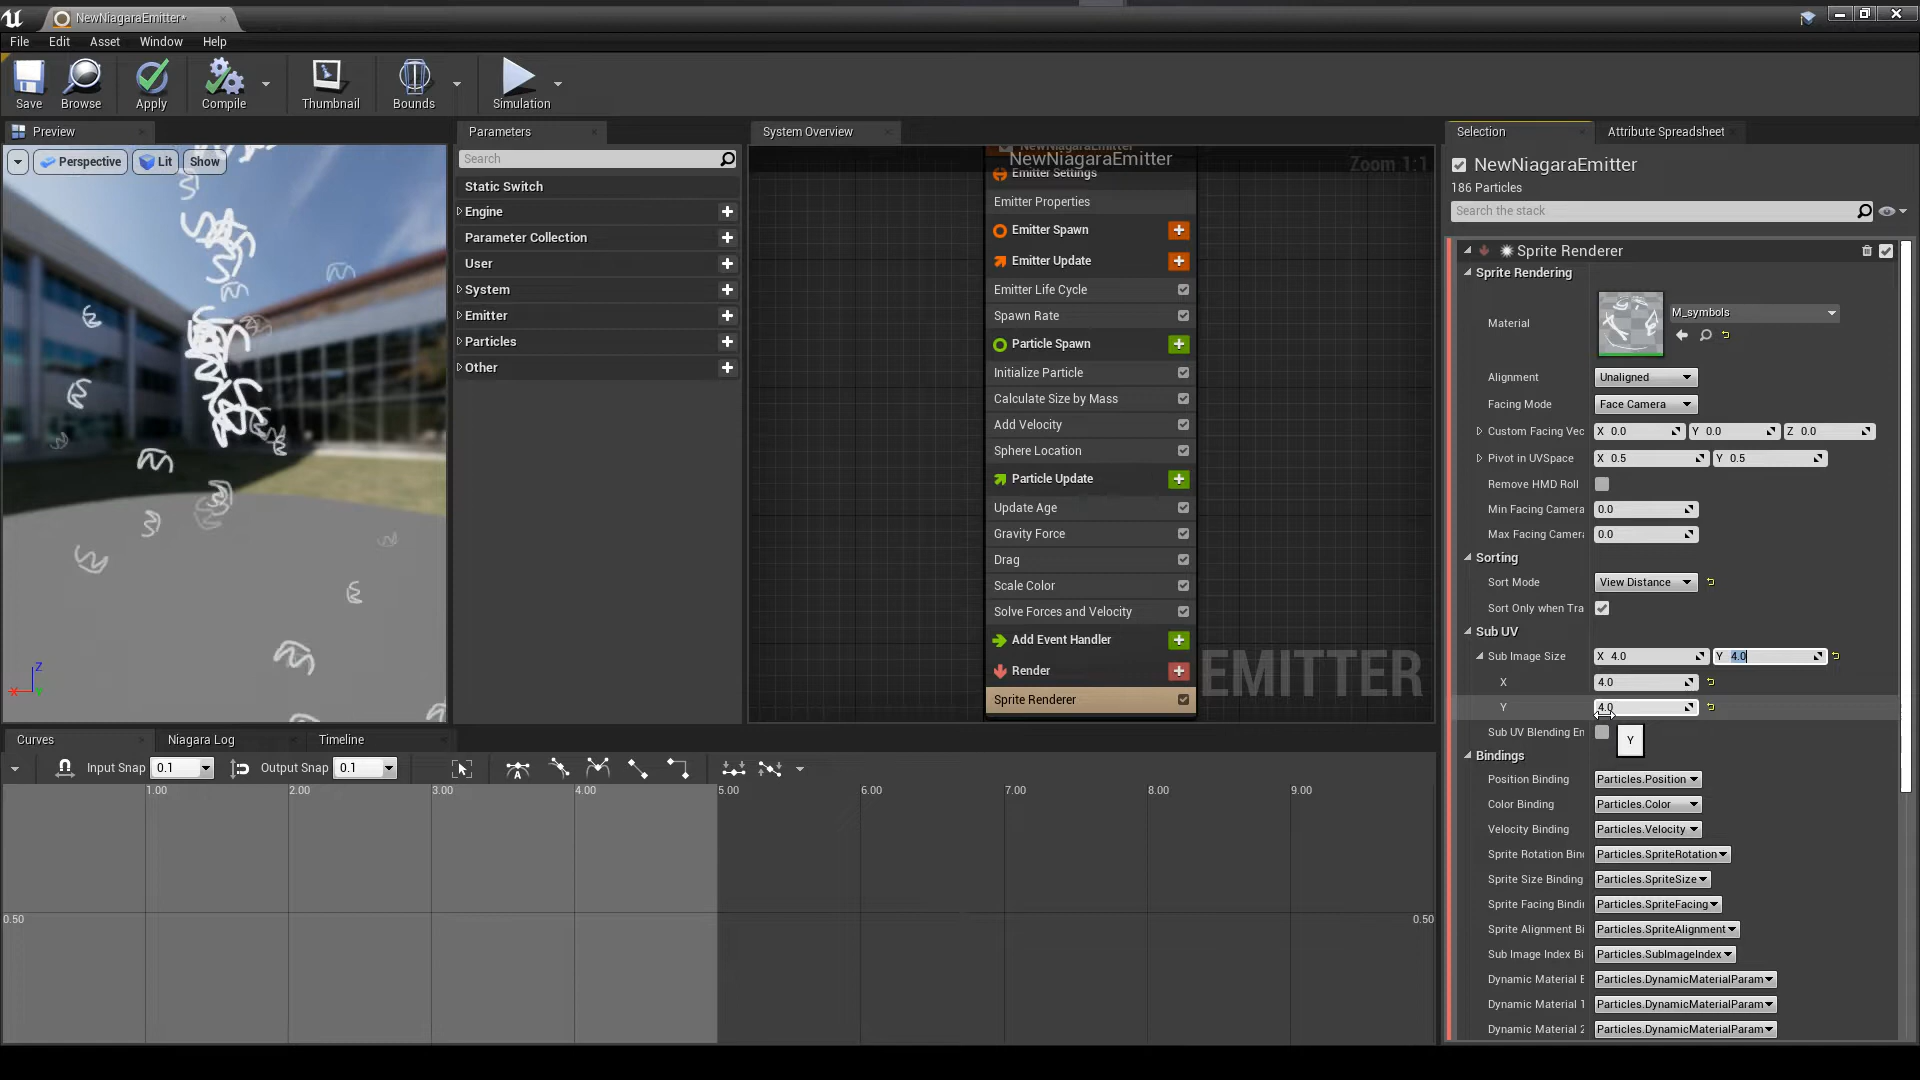 NewNiagaraEmitter*
File Edit Asset Window Help
Save Browse Apply Compile Thumbnail Bounds Simulation
Preview
Perspective Lit Show
Z
X
Parameters
Search
Static Switch
Engine
Parameter Collection
User
System
Emitter
Particles
Other
System Overview
NewNiagaraEmitter
Zoom 1:1
Emitter Settings
Emitter Properties
Emitter Spawn
Emitter Update
Emitter Life Cycle
Spawn Rate
Particle Spawn
Initialize Particle
Calculate Size by Mass
Add Velocity
Sphere Location
Particle Update
Update Age
Gravity Force
Drag
Scale Color
Solve Forces and Velocity
Add Event Handler
Render
Sprite Renderer
EMITTER
Selection Attribute Spreadsheet
NewNiagaraEmitter
186 Particles
Search the stack
Sprite Renderer
Sprite Rendering
Material M_symbols
Alignment Unaligned
Facing Mode Face Camera
Custom Facing Vec X 0.0 Y 0.0 Z 0.0
Pivot in UVSpace X 0.5 Y 0.5
Remove HMD Roll
Min Facing Camera 0.0
Max Facing Camera 0.0
Sorting
Sort Mode View Distance
Sort Only when Tra
Sub UV
Sub Image Size X 4.0 Y 4.0
X 4.0
Y 4.0
Sub UV Blending En
Y
Bindings
Position Binding Particles.Position
Color Binding Particles.Color
Velocity Binding Particles.Velocity
Sprite Rotation Bin Particles.SpriteRotation
Sprite Size Binding Particles.SpriteSize
Sprite Facing Bindi Particles.SpriteFacing
Sprite Alignment Bi Particles.SpriteAlignment
Sub Image Index Bi Particles.SubImageIndex
Dynamic Material Particles.DynamicMaterialParam
Dynamic Material 1 Particles.DynamicMaterialParam
Dynamic Material 2 Particles.DynamicMaterialParam
Curves Niagara Log Timeline
Input Snap 0.1 Output Snap 0.1
1.00 2.00 3.00 4.00 5.00 6.00 7.00 8.00 9.00
0.50 0.50